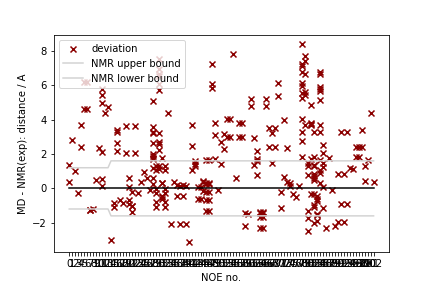 deviation
NMR upper bound
NMR lower bound
MD - NMR(exp): distance / A
8
6
4
2
0
−2
NOE no.